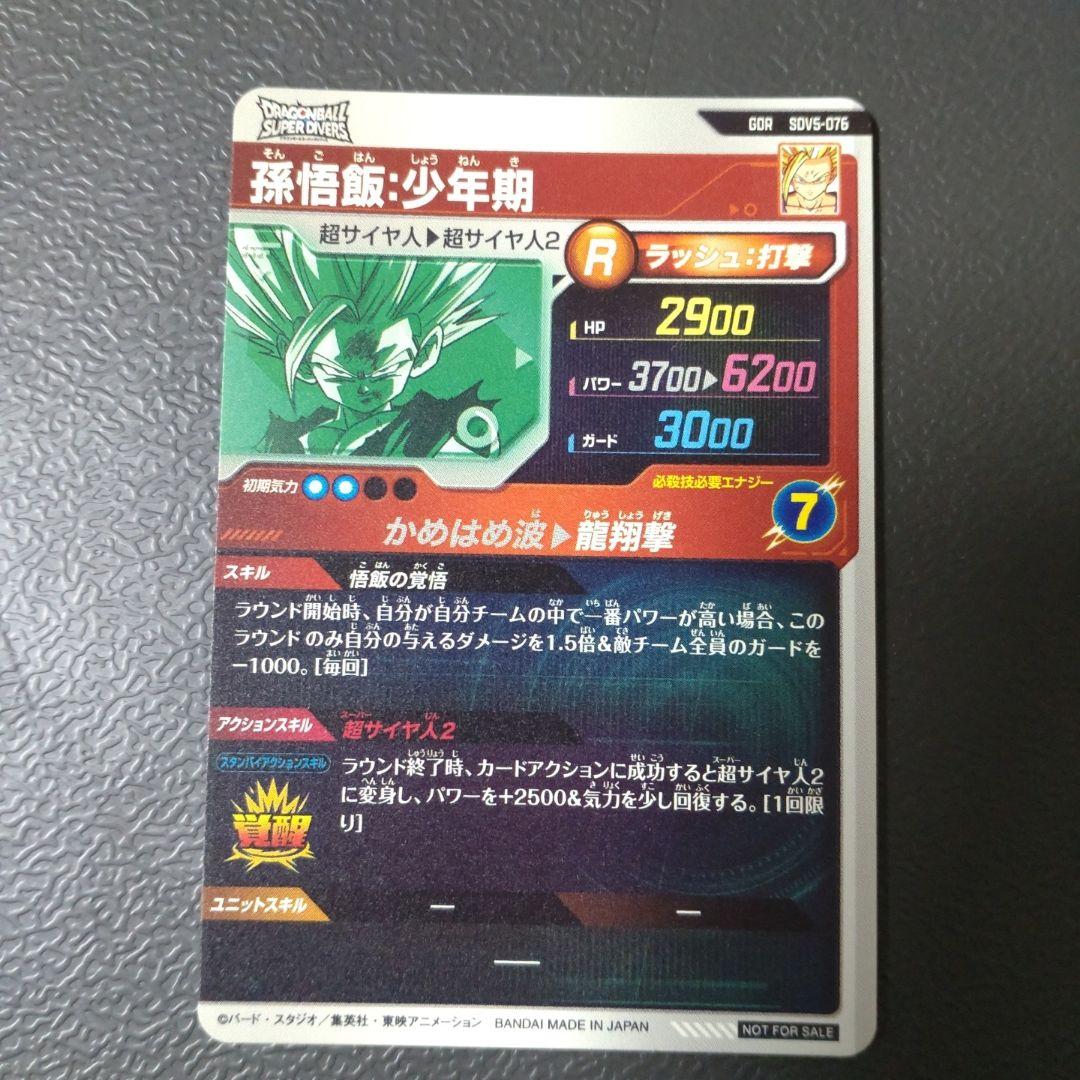 DRAGONBALL
SUPER DIVERS
GDR SDV5-076
孫悟飯:少年期
超サイヤ人▶超サイヤ人2
R ラッシュ:打撃
HP 2900
パワー 3700▶6200
ガード 3000
初期気力
必殺技必要エナジー
7
かめはめ波▶龍翔撃
スキル 悟飯の覚悟
ラウンド開始時、自分が自分チームの中で一番パワーが高い場合、この
ラウンドのみ自分の与えるダメージを1.5倍&敵チーム全員のガードを
-1000。[毎回]
アクションスキル 超サイヤ人2
スタンバイアクションスキル
覚醒
ラウンド終了時、カードアクションに成功すると超サイヤ人2
に変身し、パワーを+2500&気力を少し回復する。[1回限
り]
ユニットスキル — —
—
©バード・スタジオ/集英社・東映アニメーション BANDAI MADE IN JAPAN
NOT FOR SALE